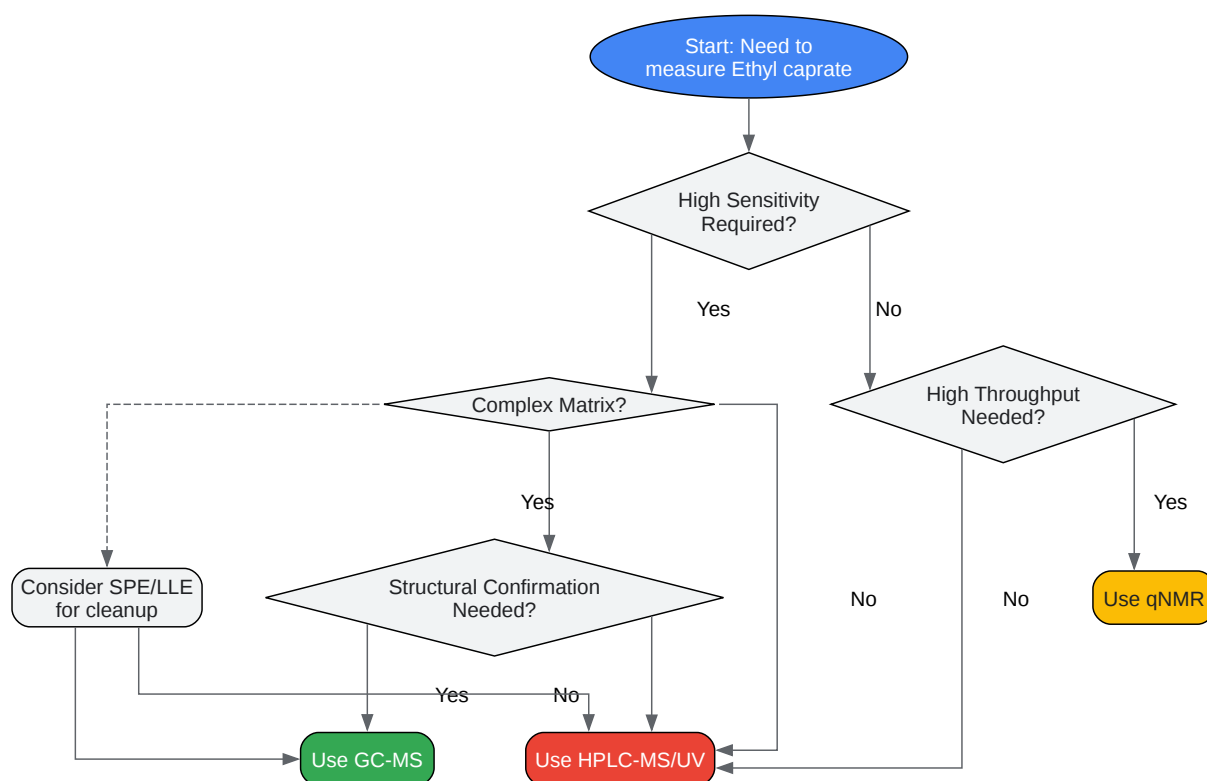 Start: Need to
measure Ethyl caprate
High Sensitivity
Required?
Yes
No
Complex Matrix?
High Throughput
Needed?
Yes
Yes
Consider SPE/LLE
for cleanup
Structural Confirmation
Needed?
No
No
Use qNMR
Yes
No
Use GC-MS
Use HPLC-MS/UV